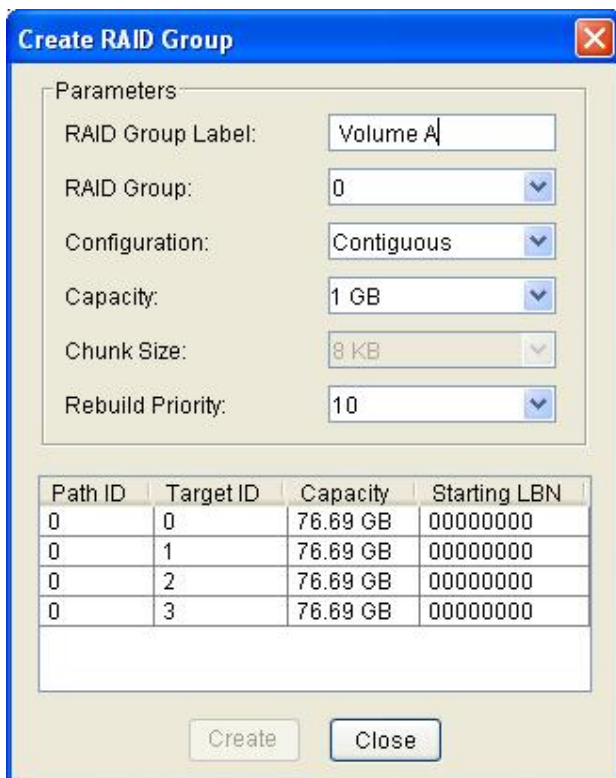 Create RAID Group
Parameters
RAID Group Label: Volume A
RAID Group: 0
Configuration: Contiguous
Capacity: 1 GB
Chunk Size: 8 KB
Rebuild Priority: 10
Path ID Target ID Capacity Starting LBN
0 0 76.69 GB 00000000
0 1 76.69 GB 00000000
0 2 76.69 GB 00000000
0 3 76.69 GB 00000000
Create Close